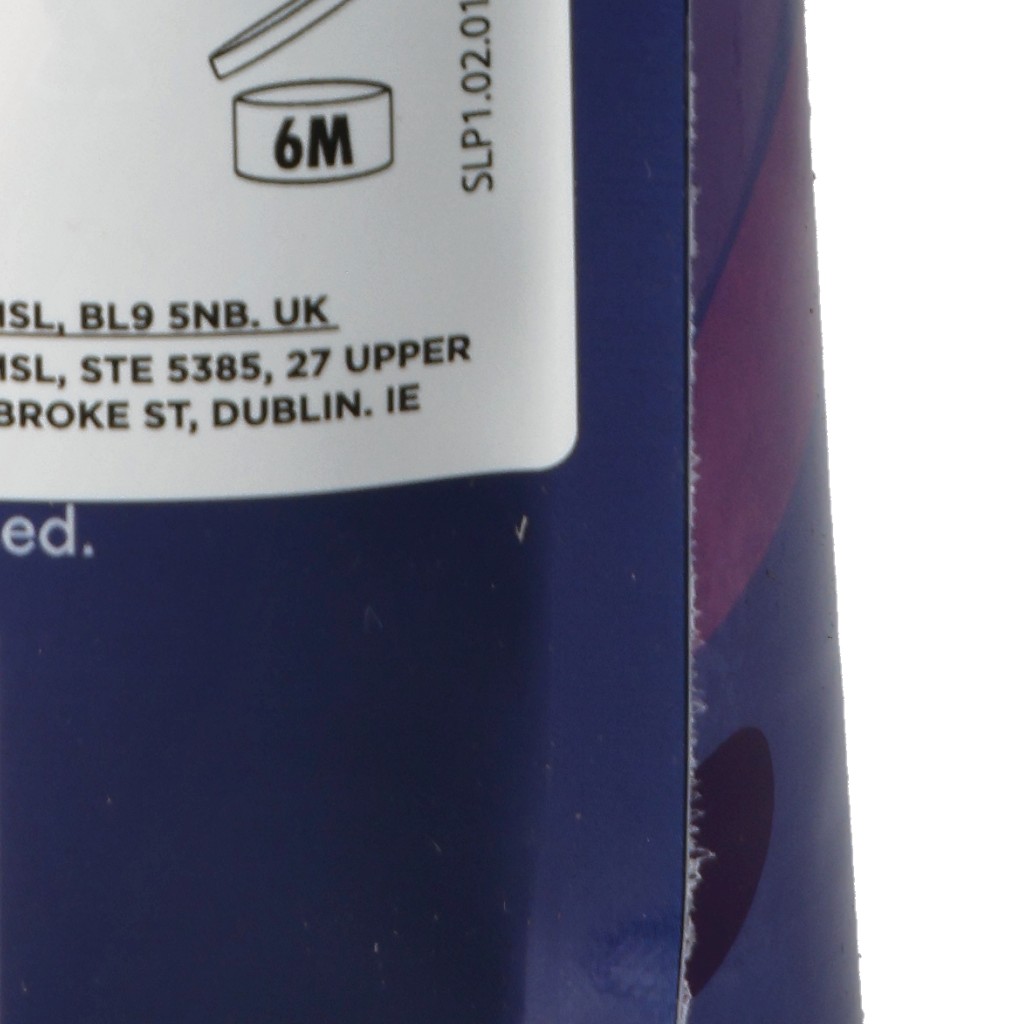 6M
SLP1.02.01
ISL, BL9 5NB. UK
ISL, STE 5385, 27 UPPER
BROKE ST, DUBLIN. IE
ed.